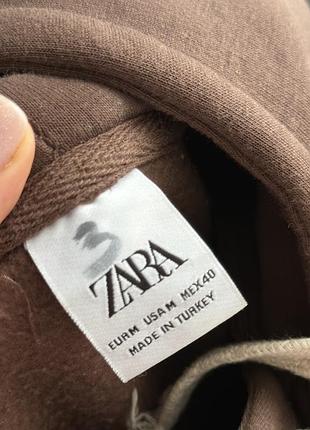 3
ZARA
EUR M USA M MEX 40
MADE IN TURKEY